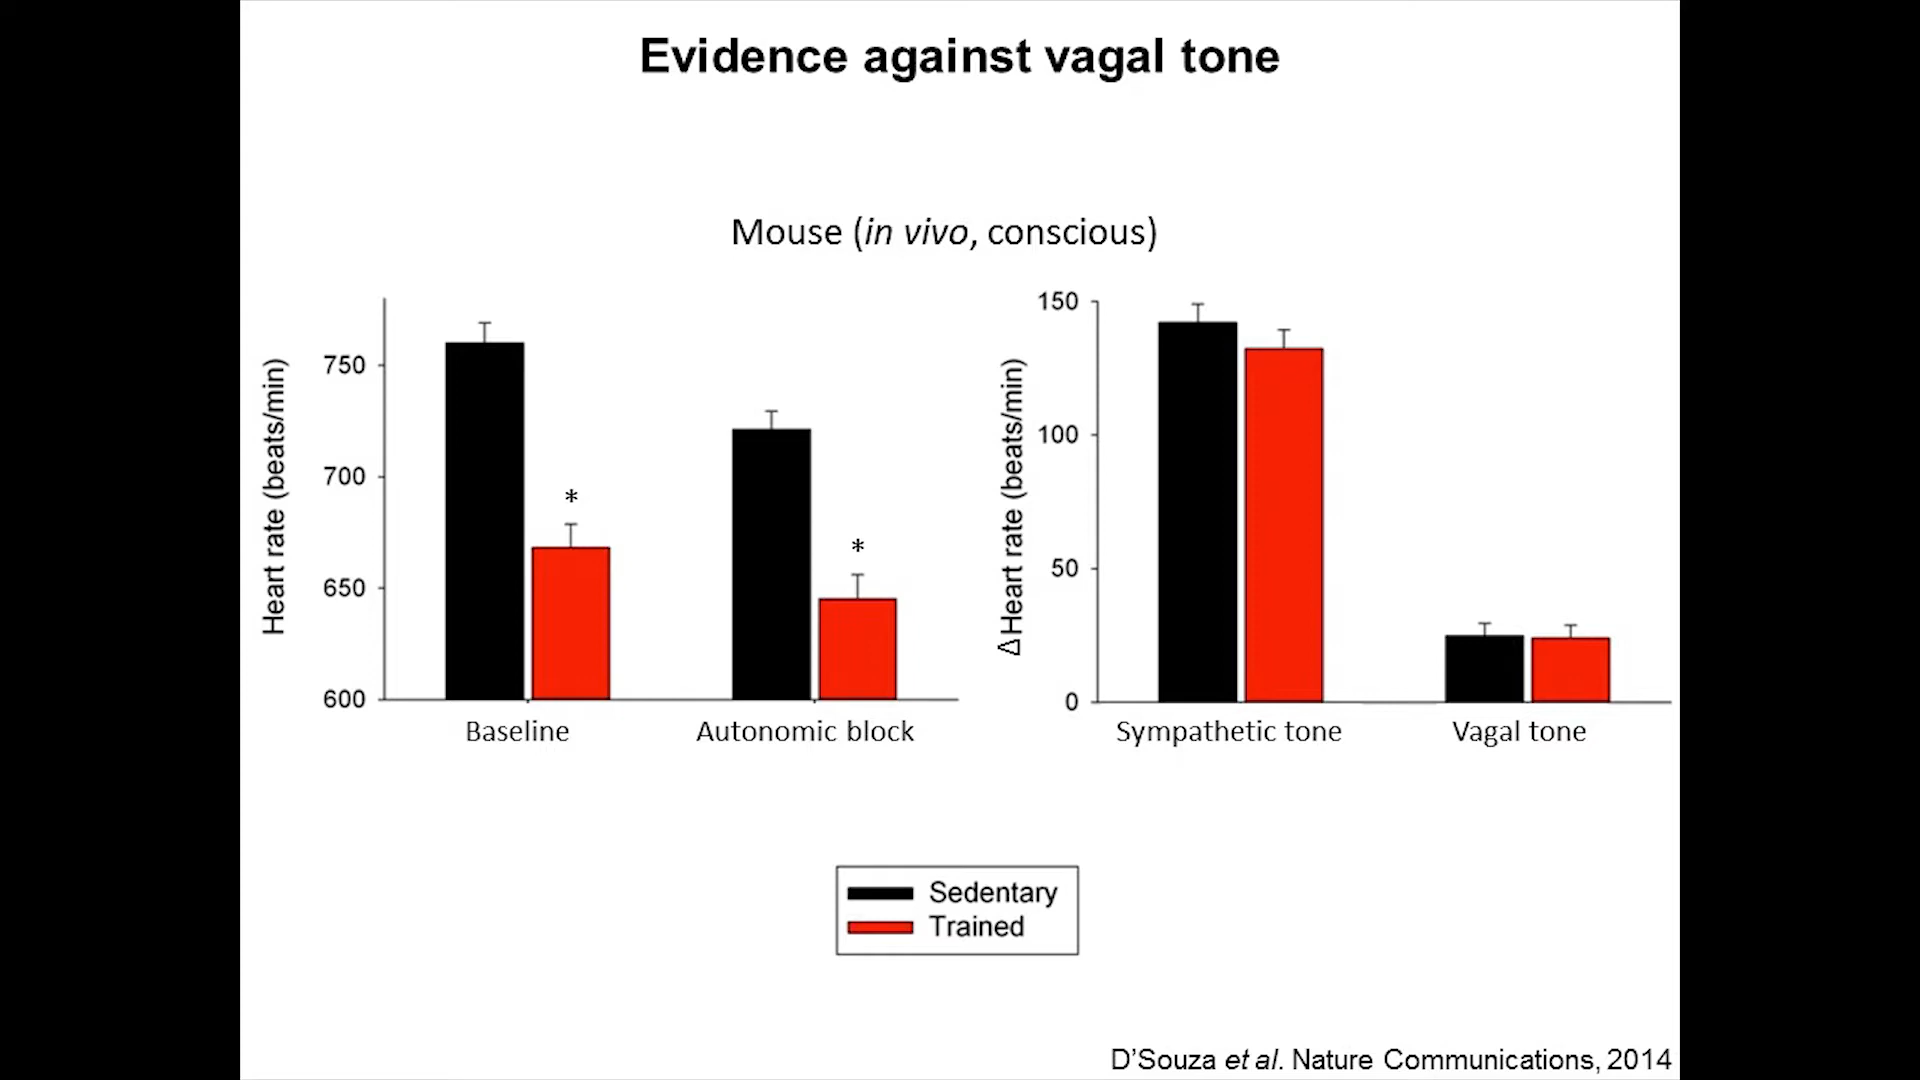 Evidence against vagal tone
Mouse (in vivo, conscious)
Heart rate (beats/min)
750
700
650
600
*
*
Baseline
Autonomic block
ΔHeart rate (beats/min)
150
100
50
0
Sympathetic tone
Vagal tone
Sedentary
Trained
D’Souza et al. Nature Communications, 2014